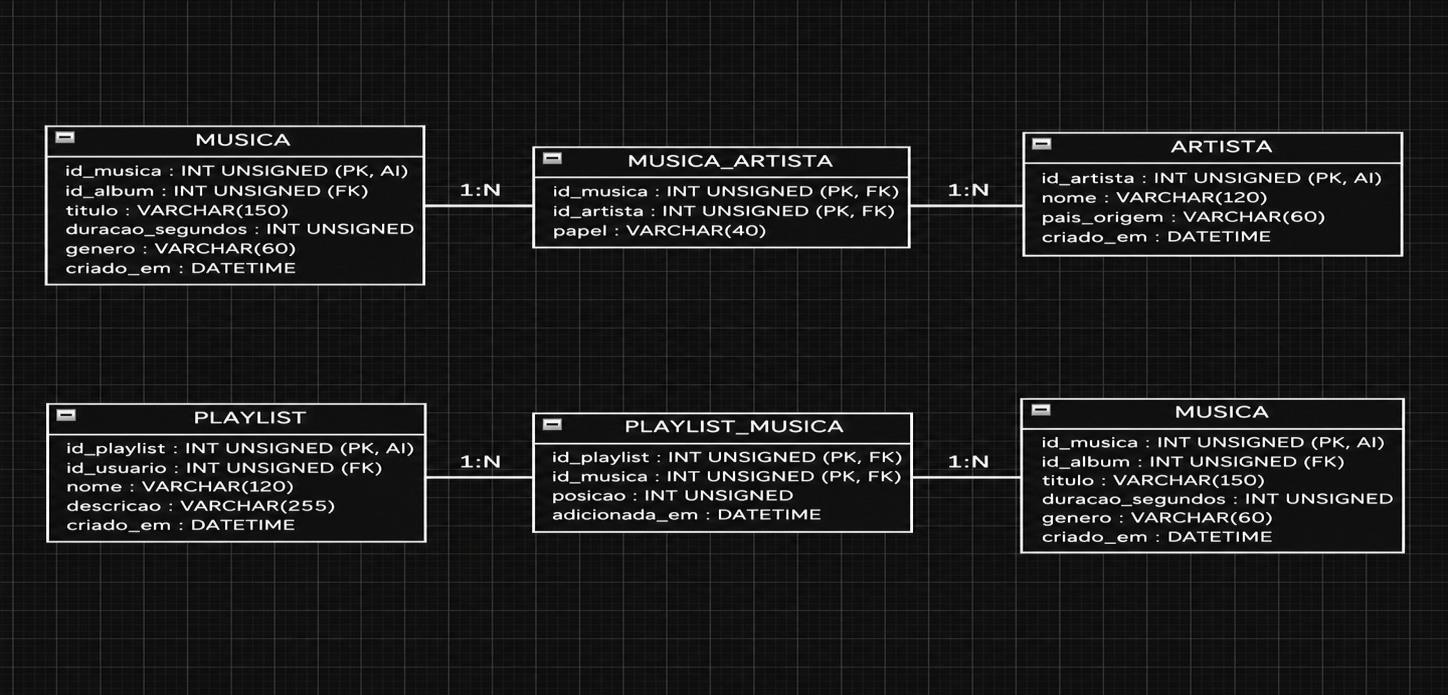 MUSICA
id_musica : INT UNSIGNED (PK, AI)
id_album : INT UNSIGNED (FK)
titulo : VARCHAR(150)
duracao_segundos : INT UNSIGNED
genero : VARCHAR(60)
criado_em : DATETIME
1:N
MUSICA_ARTISTA
id_musica : INT UNSIGNED (PK, FK)
id_artista : INT UNSIGNED (PK, FK)
papel : VARCHAR(40)
1:N
ARTISTA
id_artista : INT UNSIGNED (PK, AI)
nome : VARCHAR(120)
pais_origem : VARCHAR(60)
criado_em : DATETIME
PLAYLIST
id_playlist : INT UNSIGNED (PK, AI)
id_usuario : INT UNSIGNED (FK)
nome : VARCHAR(120)
descricao : VARCHAR(255)
criado_em : DATETIME
1:N
PLAYLIST_MUSICA
id_playlist : INT UNSIGNED (PK, FK)
id_musica : INT UNSIGNED (PK, FK)
posicao : INT UNSIGNED
adicionada_em : DATETIME
1:N
MUSICA
id_musica : INT UNSIGNED (PK, AI)
id_album : INT UNSIGNED (FK)
titulo : VARCHAR(150)
duracao_segundos : INT UNSIGNED
genero : VARCHAR(60)
criado_em : DATETIME